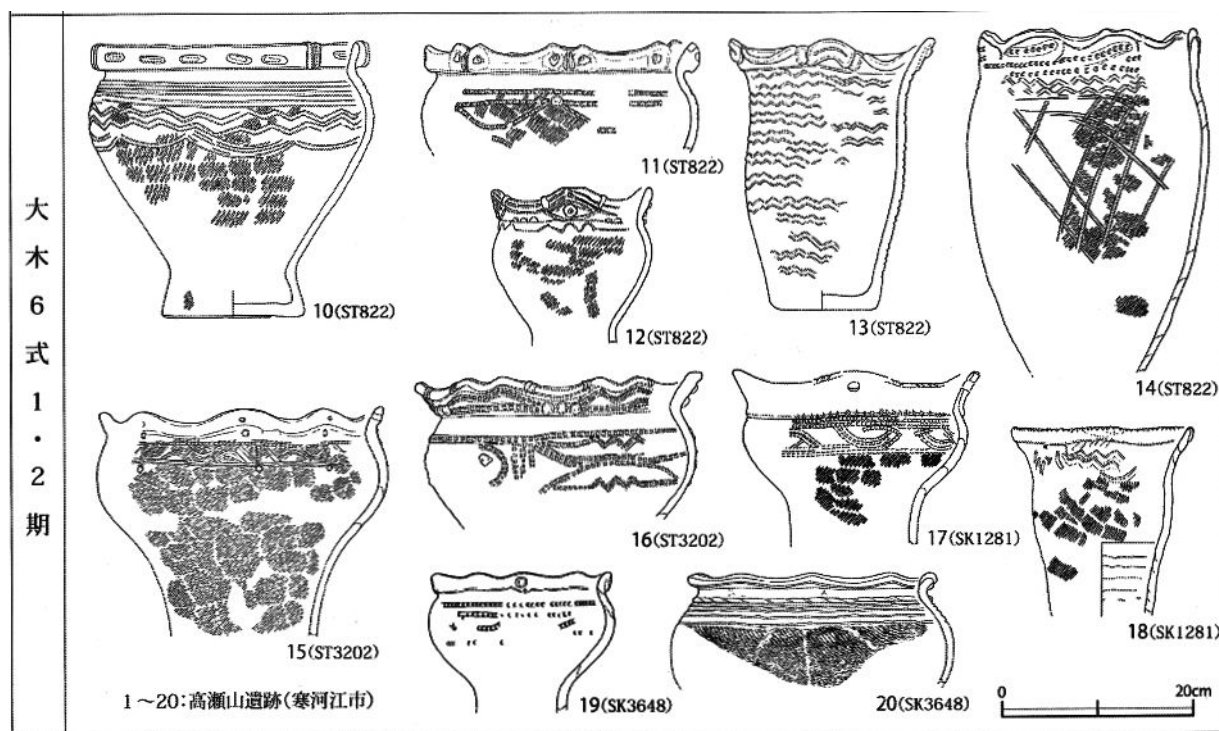 大木6式1・2期
10(ST822)
11(ST822)
12(ST822)
13(ST822)
14(ST822)
15(ST3202)
16(ST3202)
17(SK1281)
18(SK1281)
19(SK3648)
20(SK3648)
1～20:高瀬山遺跡(寒河江市)
0 20cm